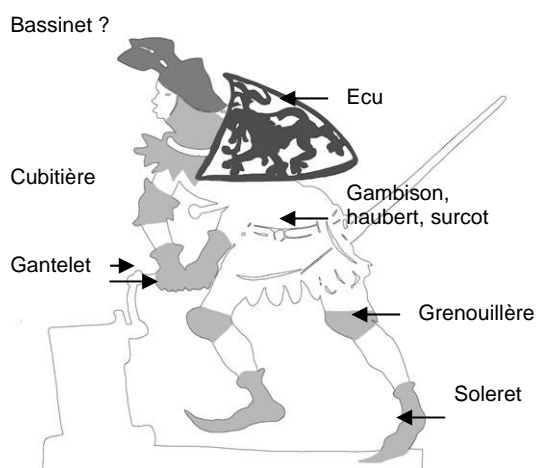 Bassinet ?
Ecu
Cubitière
Gambison,
haubert, surcot
Gantelet
Grenouillère
Soleret